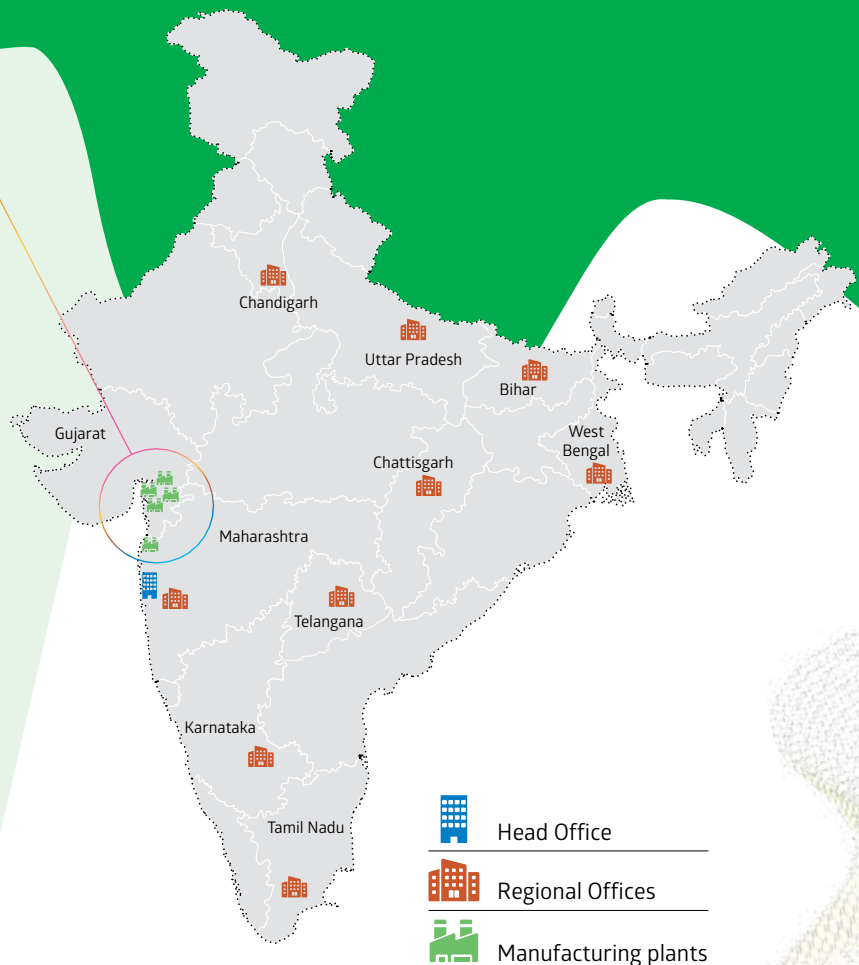 Chandigarh
Uttar Pradesh
Bihar
Gujarat
West
Bengal
Chattisgarh
Maharashtra
Telangana
Karnataka
Tamil Nadu
Head Office
Regional Offices
Manufacturing plants